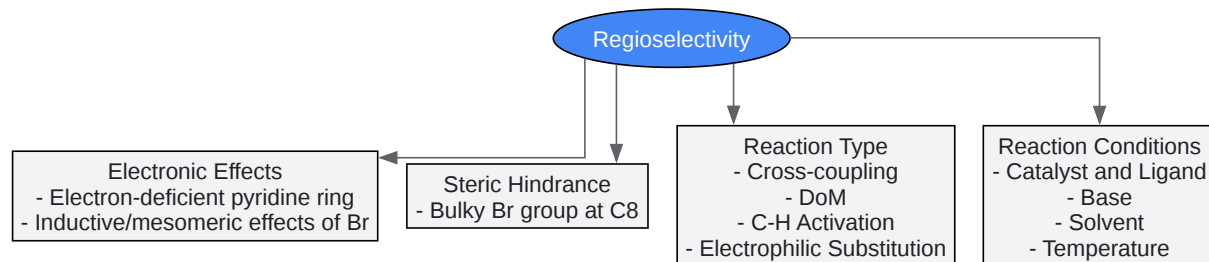 Regioselectivity
Electronic Effects
- Electron-deficient pyridine ring
- Inductive/mesomeric effects of Br
Steric Hindrance
- Bulky Br group at C8
Reaction Type
- Cross-coupling
- DoM
- C-H Activation
- Electrophilic Substitution
Reaction Conditions
- Catalyst and Ligand
- Base
- Solvent
- Temperature